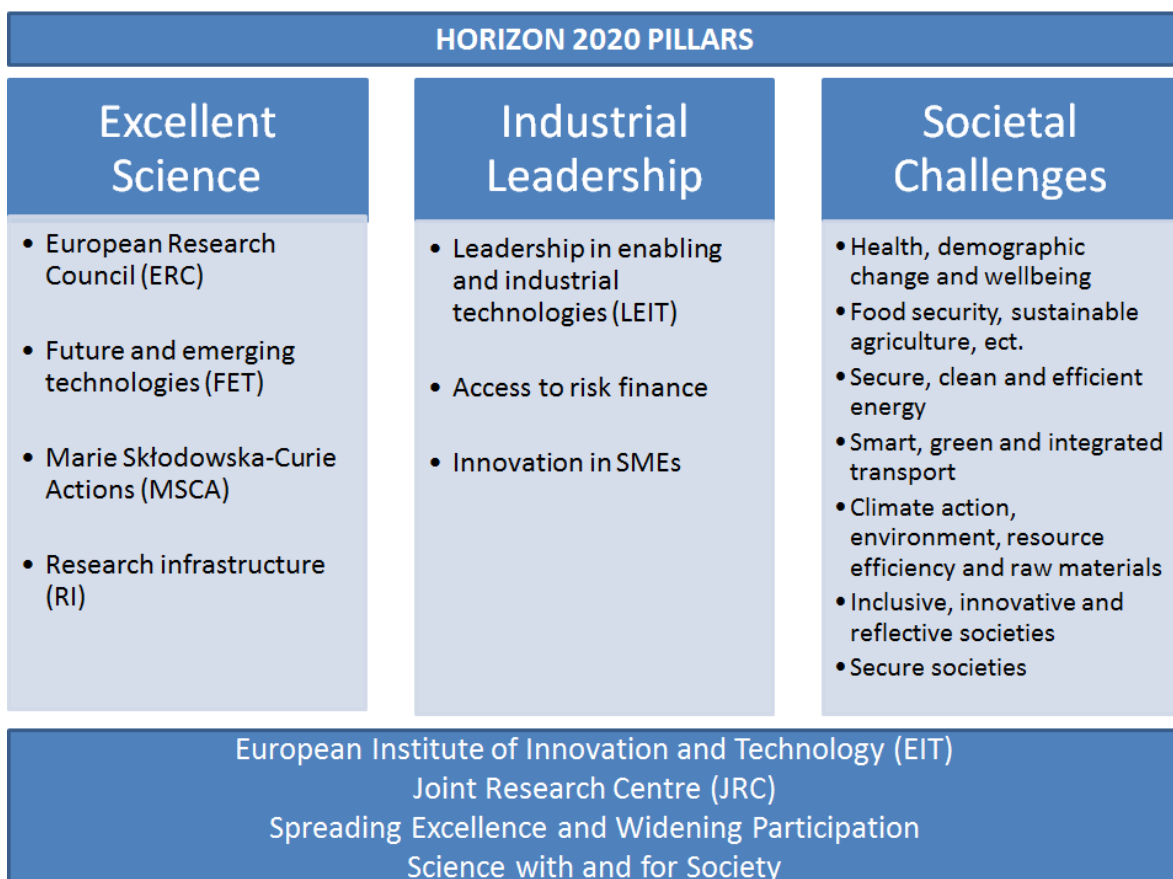 HORIZON 2020 PILLARS
Excellent
Science
• European Research
Council (ERC)
• Future and emerging
technologies (FET)
• Marie Skłodowska-Curie
Actions (MSCA)
• Research infrastructure
(RI)
Industrial
Leadership
• Leadership in enabling
and industrial
technologies (LEIT)
• Access to risk finance
• Innovation in SMEs
Societal
Challenges
• Health, demographic
change and wellbeing
• Food security, sustainable
agriculture, ect.
• Secure, clean and efficient
energy
• Smart, green and integrated
transport
• Climate action,
environment, resource
efficiency and raw materials
• Inclusive, innovative and
reflective societies
• Secure societies
European Institute of Innovation and Technology (EIT)
Joint Research Centre (JRC)
Spreading Excellence and Widening Participation
Science with and for Society